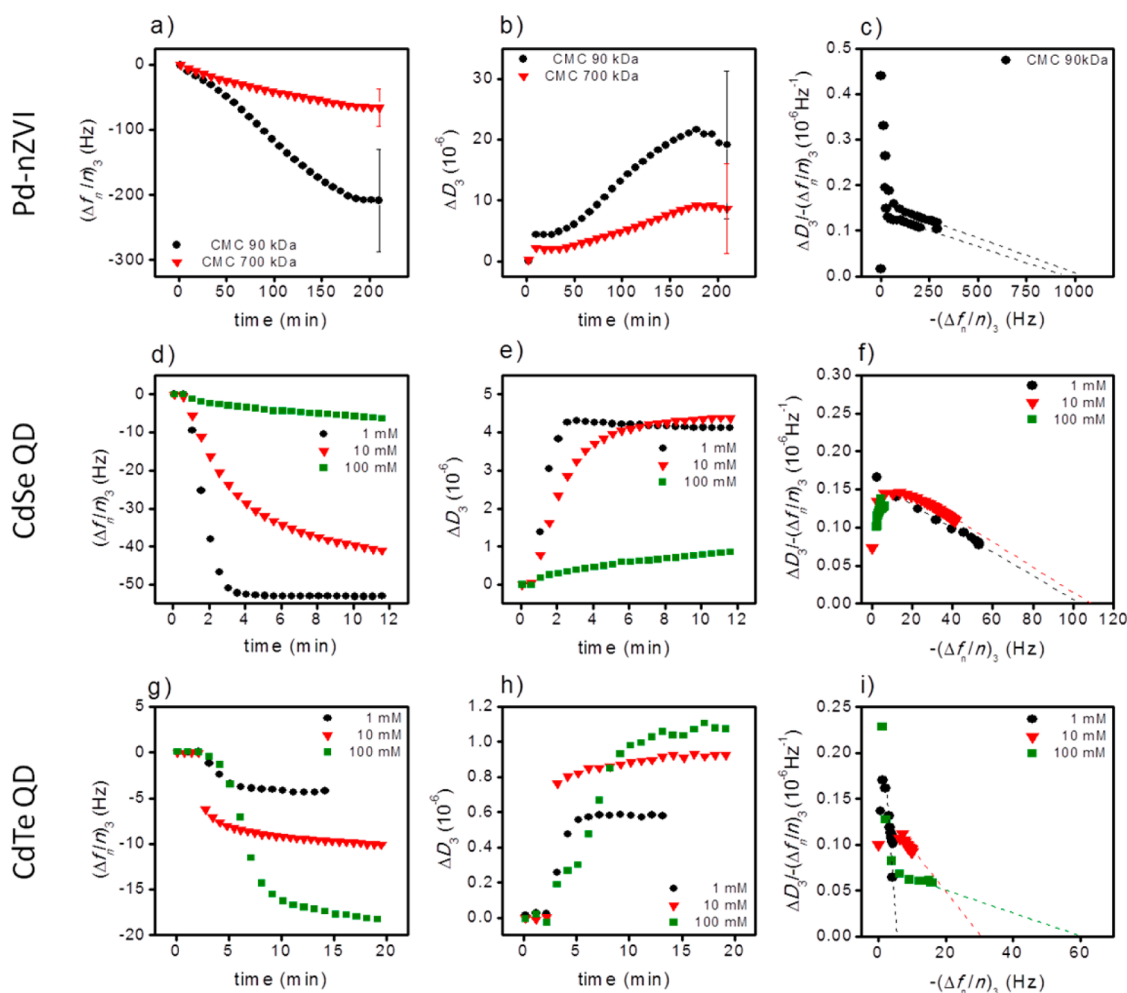 a)
b)
c)
Pd-nZVI
(Δfn/n)3 (Hz)
0
-100
-200
-300
CMC 90 kDa
CMC 700 kDa
0 50 100 150 200
time (min)
ΔD3 (10-6)
30
20
10
0
CMC 90 kDa
CMC 700 kDa
0 50 100 150 200
time (min)
ΔD3/-(Δfn/n)3 (10-6Hz-1)
0.5
0.4
0.3
0.2
0.1
0.0
CMC 90kDa
0 250 500 750 1000
-(Δfn/n)3 (Hz)
d)
e)
f)
CdSe QD
(Δfn/n)3 (Hz)
0
-10
-20
-30
-40
-50
1 mM
10 mM
100 mM
0 2 4 6 8 10 12
time (min)
ΔD3 (10-6)
5
4
3
2
1
0
1 mM
10 mM
100 mM
0 2 4 6 8 10 12
time (min)
ΔD3/-(Δfn/n)3 (10-6Hz-1)
0.30
0.25
0.20
0.15
0.10
0.05
0.00
1 mM
10 mM
100 mM
0 20 40 60 80 100 120
-(Δfn/n)3 (Hz)
g)
h)
i)
CdTe QD
(Δfn/n)3 (Hz)
5
0
-5
-10
-15
-20
1 mM
10 mM
100 mM
0 5 10 15 20
time (min)
ΔD3 (10-6)
1.2
1.0
0.8
0.6
0.4
0.2
0.0
1 mM
10 mM
100 mM
0 5 10 15 20
time (min)
ΔD3/-(Δfn/n)3 (10-6Hz-1)
0.25
0.20
0.15
0.10
0.05
0.00
1 mM
10 mM
100 mM
0 20 40 60
-(Δfn/n)3 (Hz)